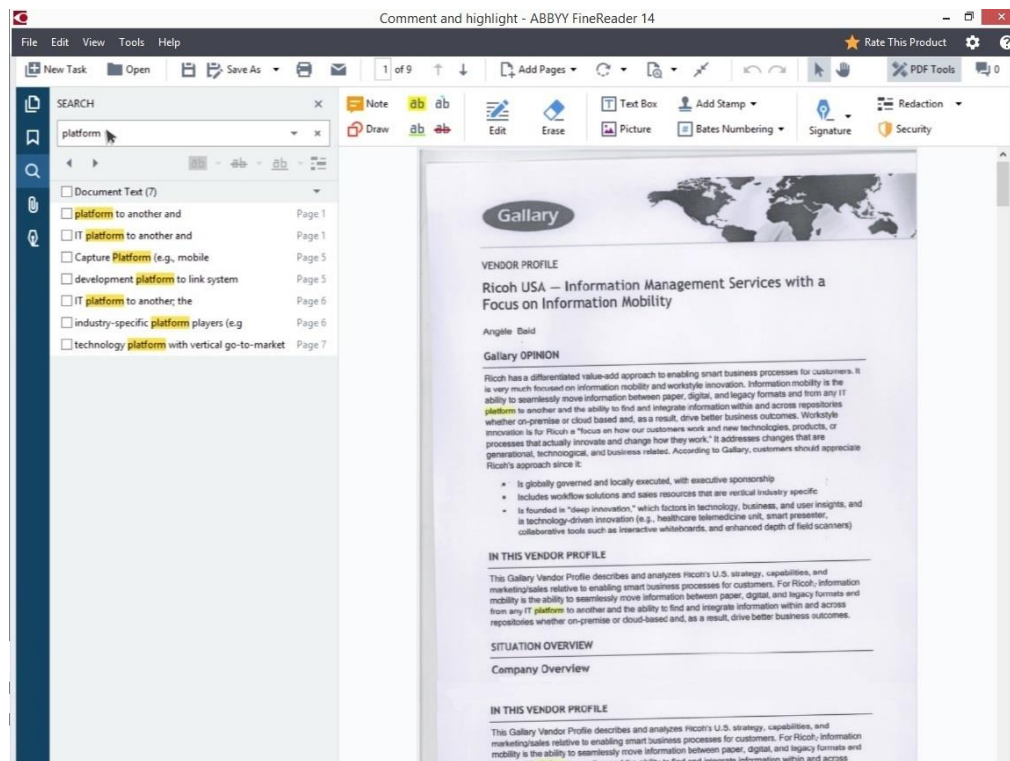 Comment and highlight - ABBYY FineReader 14
File Edit View Tools Help
Rate This Product
New Task Open Save As 1 of 9 Add Pages PDF Tools 0
SEARCH
platform
Note ab ab
Draw ab ab
Edit Erase
Text Box Add Stamp
Picture Bates Numbering
Signature
Redaction
Security
ab ab ab
Document Text (7)
platform to another and Page 1
IT platform to another and Page 1
Capture Platform (e.g., mobile Page 5
development platform to link system Page 5
IT platform to another; the Page 6
industry-specific platform players (e.g Page 6
technology platform with vertical go-to-market Page 7
Gallary
VENDOR PROFILE
Ricoh USA — Information Management Services with a
Focus on Information Mobility
Angèle Baid
Gallary OPINION
Ricoh has a differentiated value-add approach to enabling smart business processes for customers. It
is very much focused on information mobility and workstyle innovation. Information mobility is the
ability to seamlessly move information between paper, digital, and legacy formats and from any IT
platform to another and the ability to find and integrate information within and across repositories
whether on-premise or cloud based and, as a result, drive better business outcomes. Workstyle
innovation is for Ricoh a "focus on how our customers work and new technologies, products, or
processes that actually innovate and change how they work." It addresses changes that are
generational, technological, and business related. According to Gallary, customers should appreciate
Ricoh's approach since it:
• Is globally governed and locally executed, with executive sponsorship
• Includes workflow solutions and sales resources that are vertical industry specific
• Is founded in "deep innovation," which factors in technology, business, and user insights, and
is technology-driven innovation (e.g., healthcare telemedicine unit, smart presenter,
collaborative tools such as interactive whiteboards, and enhanced depth of field scanners)
IN THIS VENDOR PROFILE
This Gallary Vendor Profile describes and analyzes Ricoh's U.S. strategy, capabilities, and
marketing/sales relative to enabling smart business processes for customers. For Ricoh, information
mobility is the ability to seamlessly move information between paper, digital, and legacy formats and
from any IT platform to another and the ability to find and integrate information within and across
repositories whether on-premise or cloud-based and, as a result, drive better business outcomes.
SITUATION OVERVIEW
Company Overview
IN THIS VENDOR PROFILE
This Gallary Vendor Profile describes and analyzes Ricoh's U.S. strategy, capabilities, and
marketing/sales relative to enabling smart business processes for customers. For Ricoh, information
mobility is the ability to seamlessly move information between paper, digital, and legacy formats and